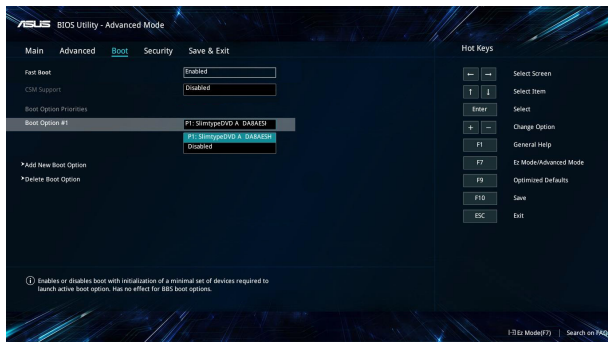 ASUS BIOS Utility - Advanced Mode
Main Advanced Boot Security Save & Exit
Hot Keys
Fast Boot Enabled
CSM Support Disabled
Boot Option Priorities
Boot Option #1 P1: SlimtypeDVD A DA8AESI
P1: SlimtypeDVD A DA8AESH
Disabled
Add New Boot Option
Delete Boot Option
← → Select Screen
↑ ↓ Select Item
Enter Select
+ − Change Option
F1 General Help
F7 Ez Mode/Advanced Mode
F9 Optimized Defaults
F10 Save
ESC Exit
Enables or disables boot with initialization of a minimal set of devices required to
launch active boot option. Has no effect for BBS boot options.
Ez Mode(F7) | Search on FAQ